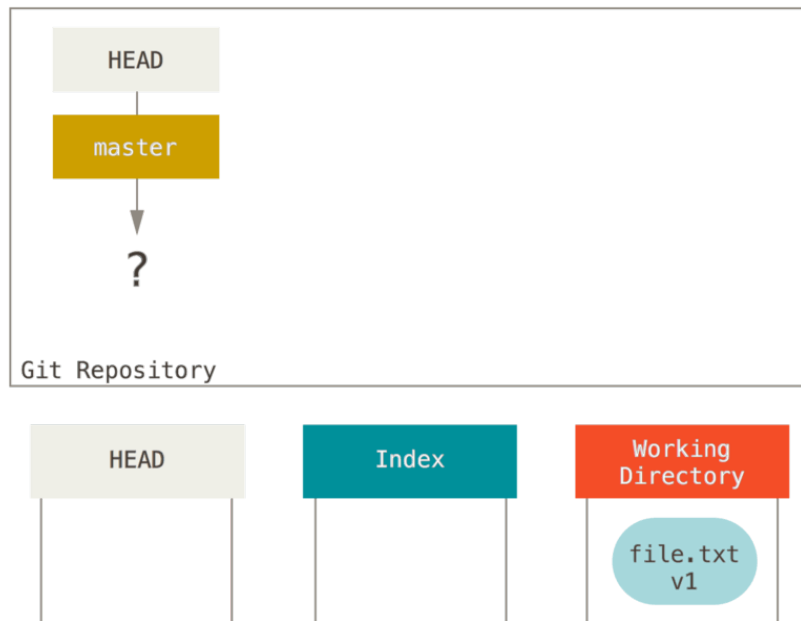 HEAD
master
?
Git Repository
HEAD
Index
Working
Directory
file.txt
v1